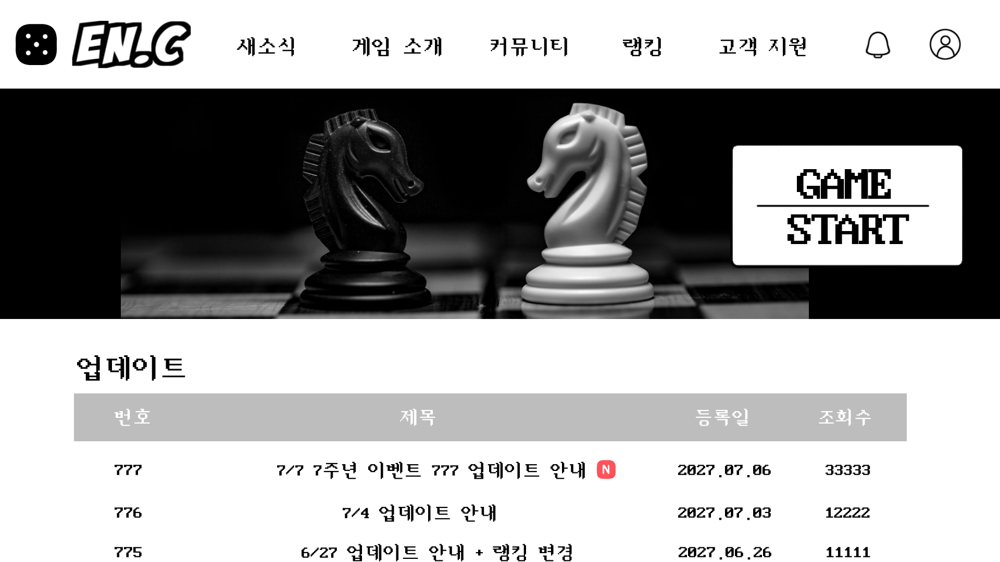 EN.C
새소식 게임 소개 커뮤니티 랭킹 고객 지원
GAME
START
업데이트
번호 제목 등록일 조회수
777 7/7 7주년 이벤트 777 업데이트 안내 N 2027.07.06 33333
776 7/4 업데이트 안내 2027.07.03 12222
775 6/27 업데이트 안내 + 랭킹 변경 2027.06.26 11111